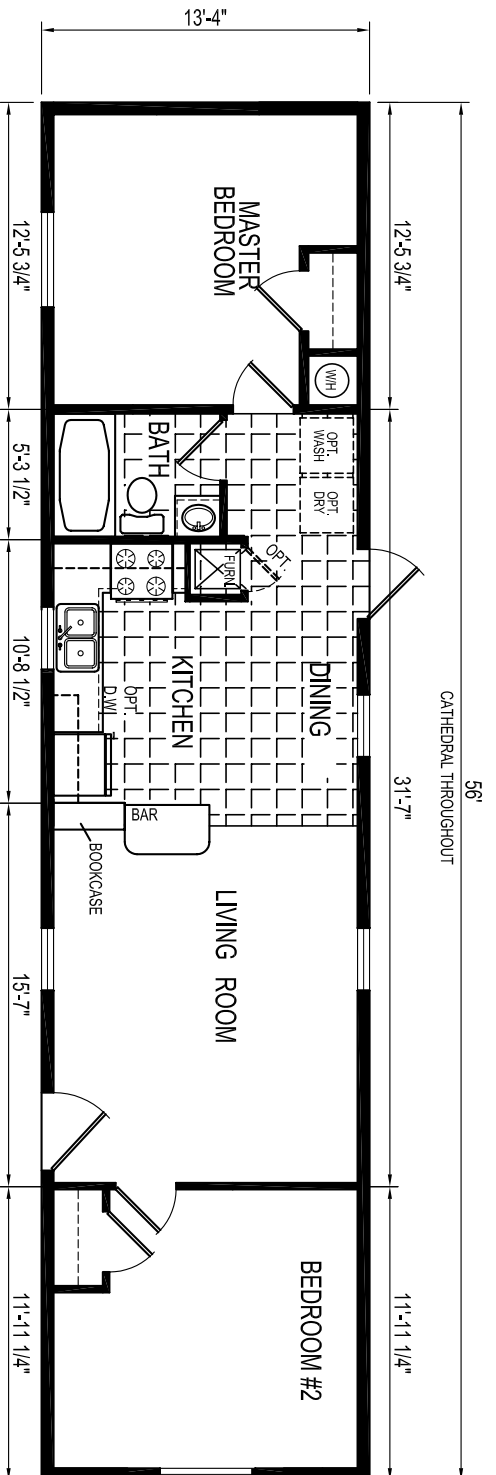 56'
CATHEDRAL THROUGHOUT
12'-5 3/4"
31'-7"
11'-11 1/4"
13'-4"
MASTER
BEDROOM
W/H
OPT.
WASH
OPT.
DRY
BATH
OPT.
FURN
DINING
KITCHEN
OPT.
D.W.
BAR
BOOKCASE
LIVING ROOM
BEDROOM #2
12'-5 3/4"
5'-3 1/2"
10'-8 1/2"
15'-7"
11'-11 1/4"